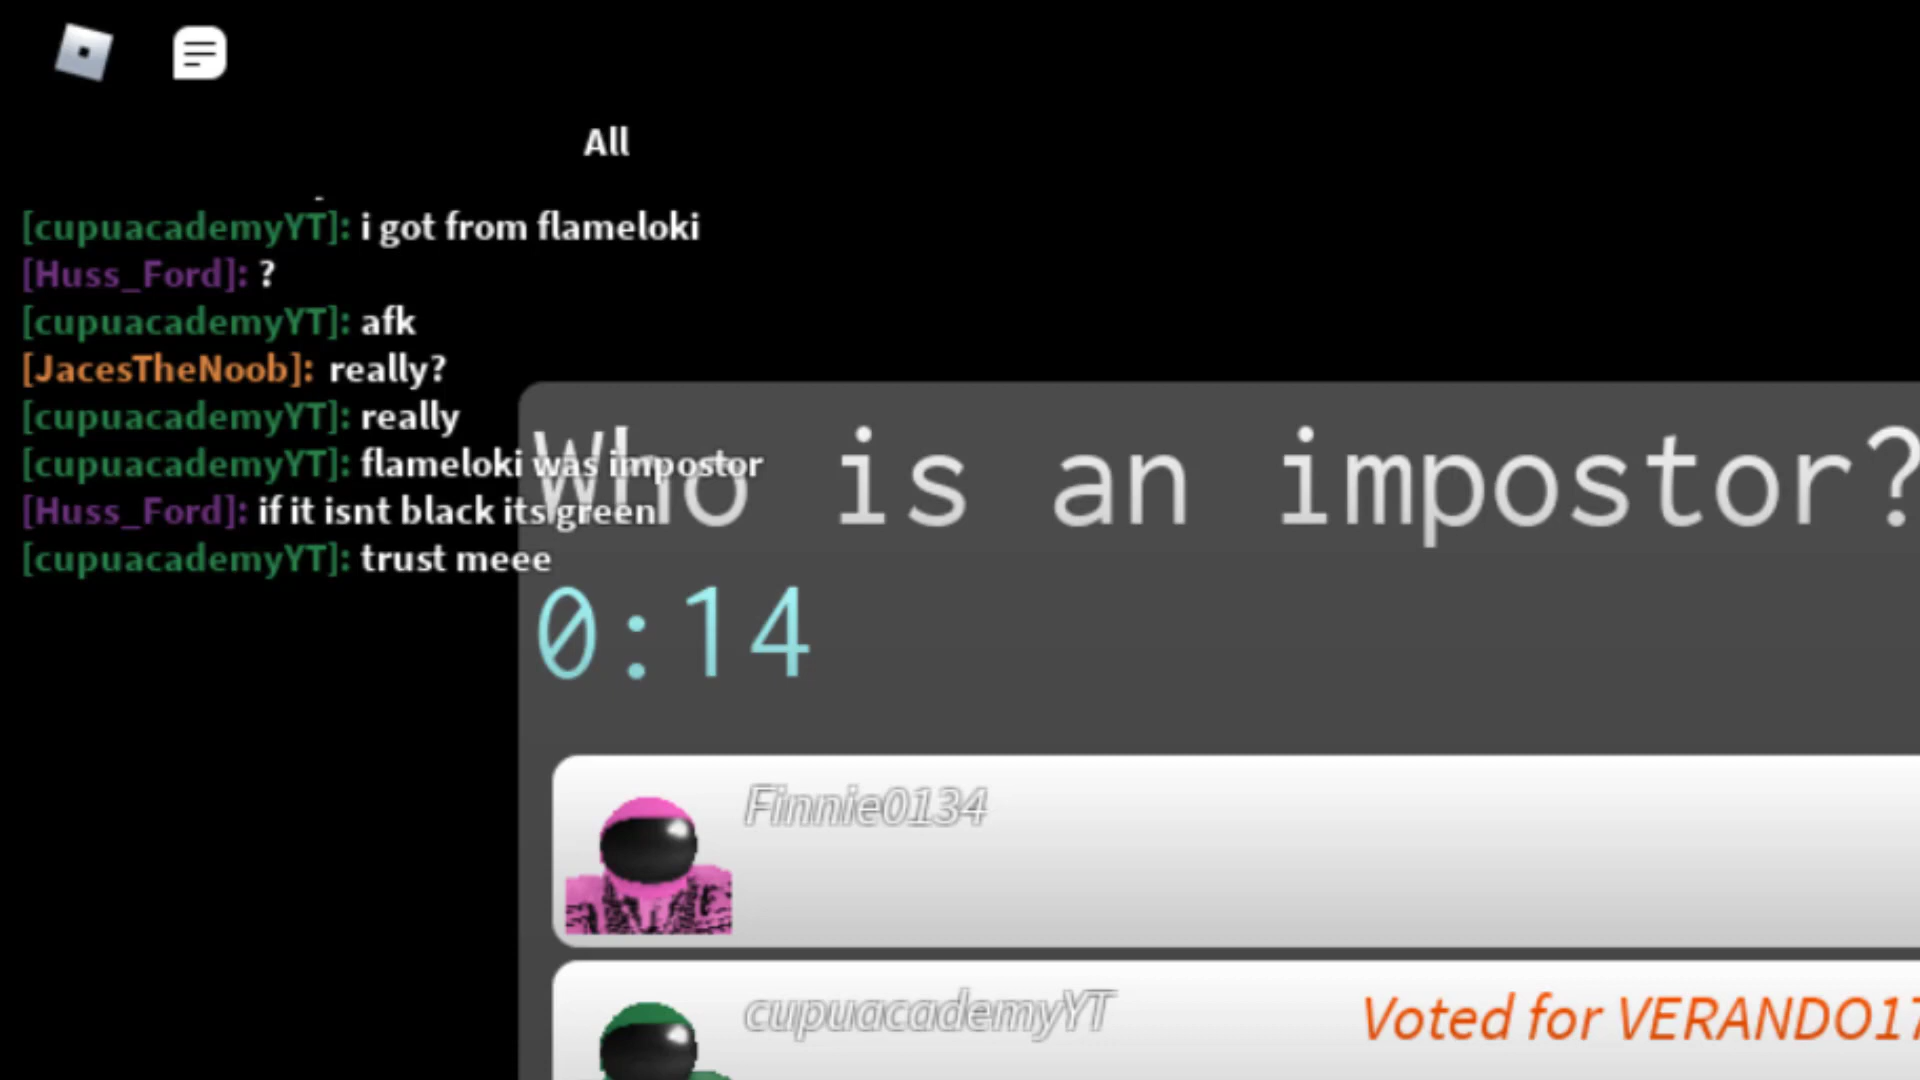 All
[cupuacademyYT]: i got from flameloki
[Huss_Ford]: ?
[cupuacademyYT]: afk
[JacesTheNoob]: really?
[cupuacademyYT]: really
[cupuacademyYT]: flameloki was impostor
[Huss_Ford]: if it isnt black its green
[cupuacademyYT]: trust meee
Who is an impostor?
0:14
Finnie0134
cupuacademyYT
Voted for VERANDO17